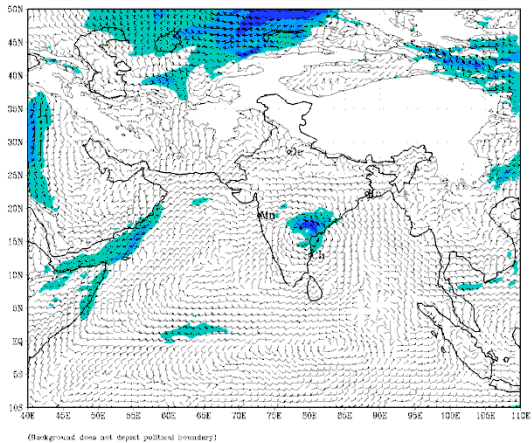 50N
45N
40N
35N
30N
25N
20N
15N
10N
5N
EQ
5S
10S
40E 45E 50E 55E 60E 65E 70E 75E 80E 85E 90E 95E 100E 105E 110E
(Background does not depict political boundary)